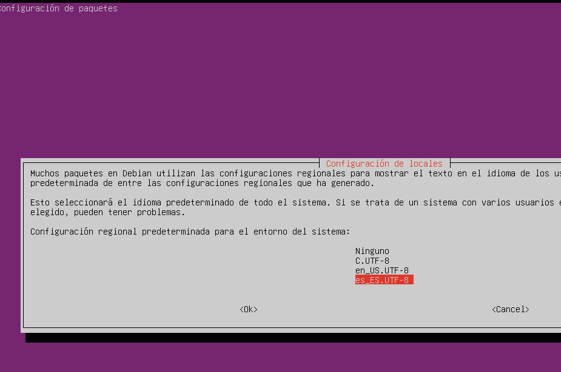 Configuración de paquetes
Configuración de locales
Muchos paquetes en Debian utilizan las configuraciones regionales para mostrar el texto en el idioma de los
predeterminada de entre las configuraciones regionales que ha generado.
Esto seleccionará el idioma predeterminado de todo el sistema. Si se trata de un sistema con varios usuarios
elegido, pueden tener problemas.
Configuración regional predeterminada para el entorno del sistema:
Ninguno
C.UTF-8
en_US.UTF-8
es_ES.UTF-8
<Ok> <Cancel>